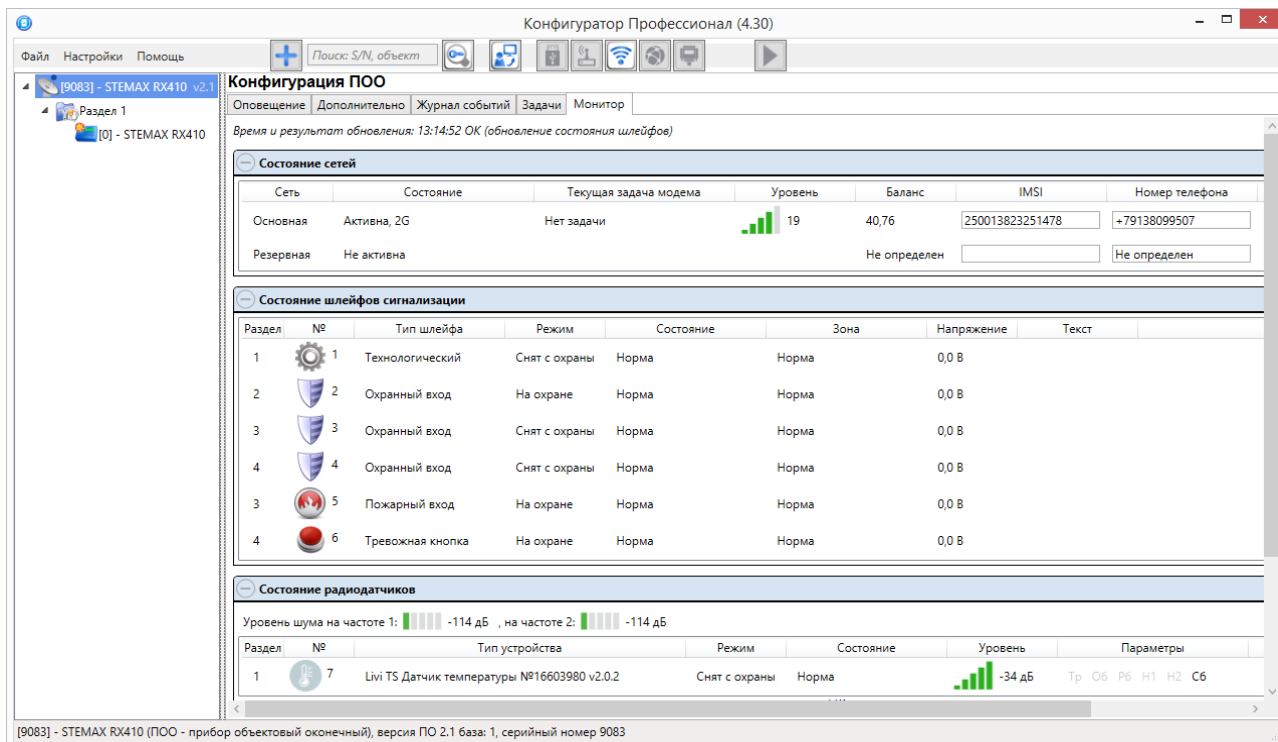 Конфигуратор Профессионал (4.30)
Файл Настройки Помощь Поиск: S/N, объект
[9083] - STEMAX RX410 v2.1
Раздел 1
[0] - STEMAX RX410
Конфигурация ПОО
Оповещение Дополнительно Журнал событий Задачи Монитор
Время и результат обновления: 13:14:52 ОК (обновление состояния шлейфов)
Состояние сетей
Сеть Состояние Текущая задача модема Уровень Баланс IMSI Номер телефона
Основная Активна, 2G Нет задачи 19 40,76 250013823251478 +79138099507
Резервная Не активна Не определен Не определен
Состояние шлейфов сигнализации
Раздел № Тип шлейфа Режим Состояние Зона Напряжение Текст
1 1 Технологический Снят с охраны Норма Норма 0,0 В
2 2 Охранный вход На охране Норма Норма 0,0 В
3 3 Охранный вход Снят с охраны Норма Норма 0,0 В
4 4 Охранный вход Снят с охраны Норма Норма 0,0 В
3 5 Пожарный вход На охране Норма Норма 0,0 В
4 6 Тревожная кнопка На охране Норма Норма 0,0 В
Состояние радиодатчиков
Уровень шума на частоте 1: -114 дБ , на частоте 2: -114 дБ
Раздел № Тип устройства Режим Состояние Уровень Параметры
1 7 Livi TS Датчик температуры №16603980 v2.0.2 Снят с охраны Норма -34 дБ Тр Об Рб Н1 Н2 Сб
[9083] - STEMAX RX410 (ПОО - прибор объектовый оконечный), версия ПО 2.1 база: 1, серийный номер 9083